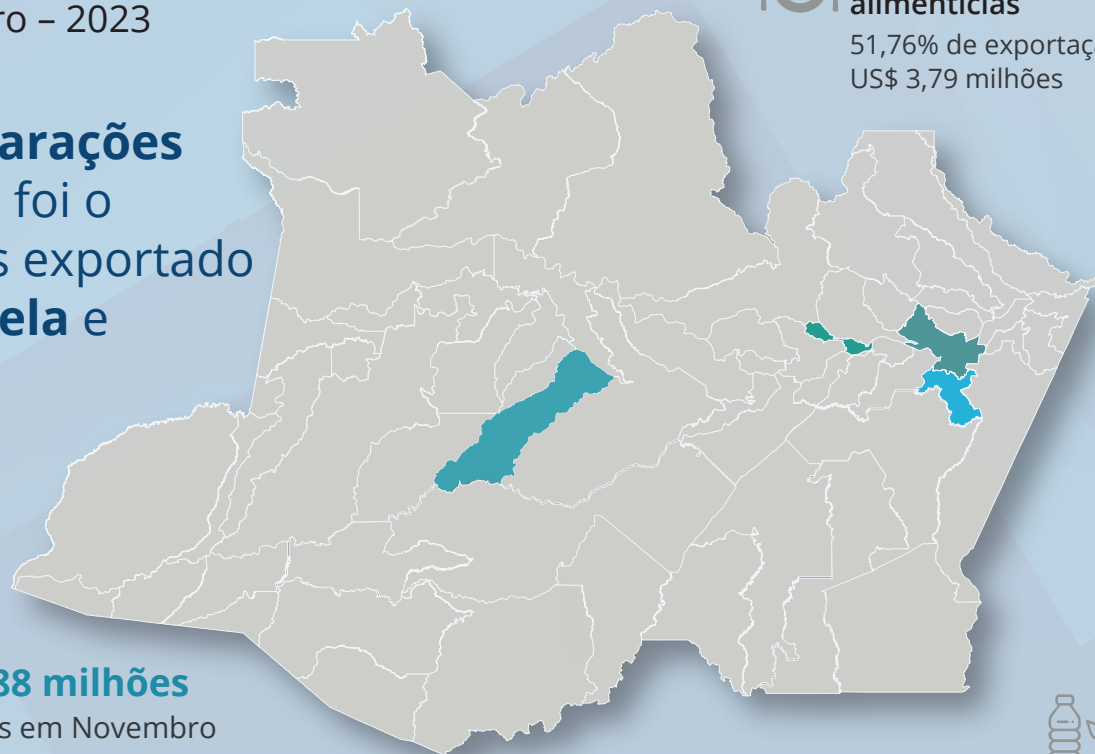 ro – 2023
alimentícias
51,76% de exportaç
US$ 3,79 milhões
arações
foi o
s exportado
ela e
88 milhões
s em Novembro